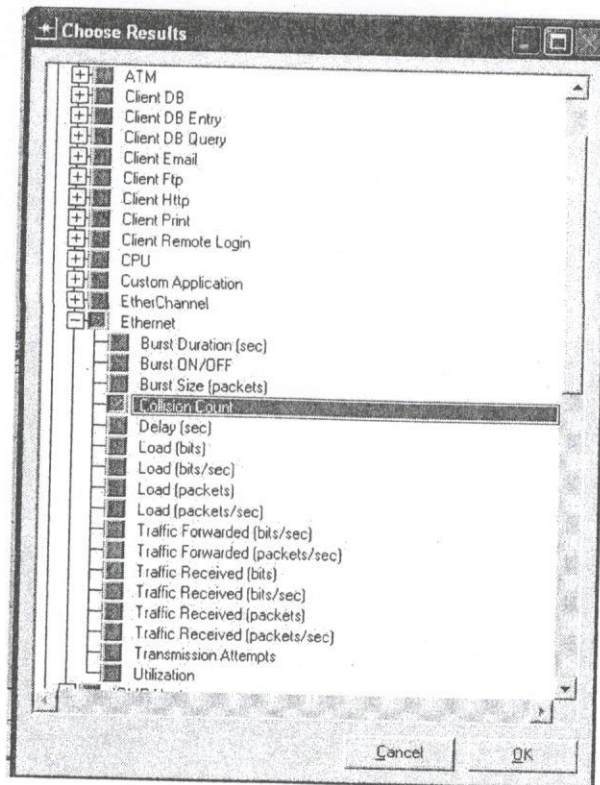 Choose Results
ATM
Client DB
Client DB Entry
Client DB Query
Client Email
Client Ftp
Client Http
Client Print
Client Remote Login
CPU
Custom Application
EtherChannel
Ethernet
Burst Duration (sec)
Burst ON/OFF
Burst Size (packets)
Collision Count
Delay (sec)
Load (bits)
Load (bits/sec)
Load (packets)
Load (packets/sec)
Traffic Forwarded (bits/sec)
Traffic Forwarded (packets/sec)
Traffic Received (bits)
Traffic Received (bits/sec)
Traffic Received (packets)
Traffic Received (packets/sec)
Transmission Attempts
Utilization
Cancel
OK